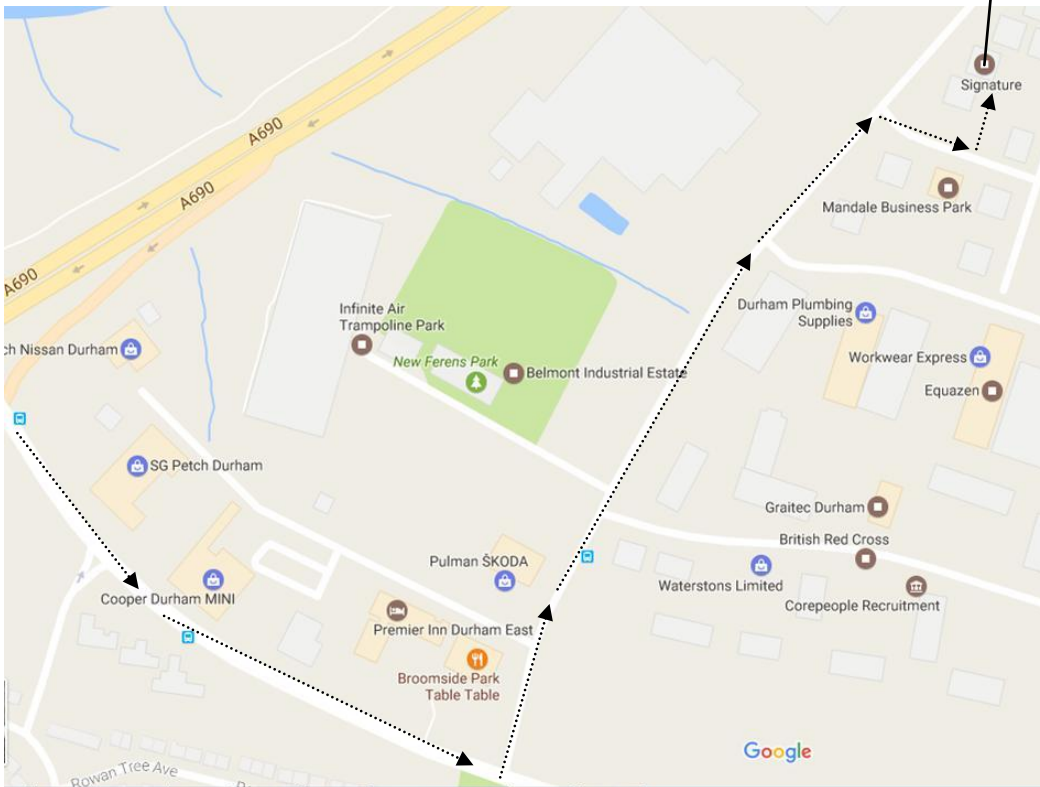 A690
Signature
A690
Mandale Business Park
A690
Infinite Air
Trampoline Park
Durham Plumbing
Supplies
ch Nissan Durham
New Ferens Park
Belmont Industrial Estate
Workwear Express
Equazen
SG Petch Durham
Graitec Durham
British Red Cross
Pulman ŠKODA
Waterstons Limited
Corepeople Recruitment
Cooper Durham MINI
Premier Inn Durham East
Broomside Park
Table Table
Google
Rowan Tree Ave